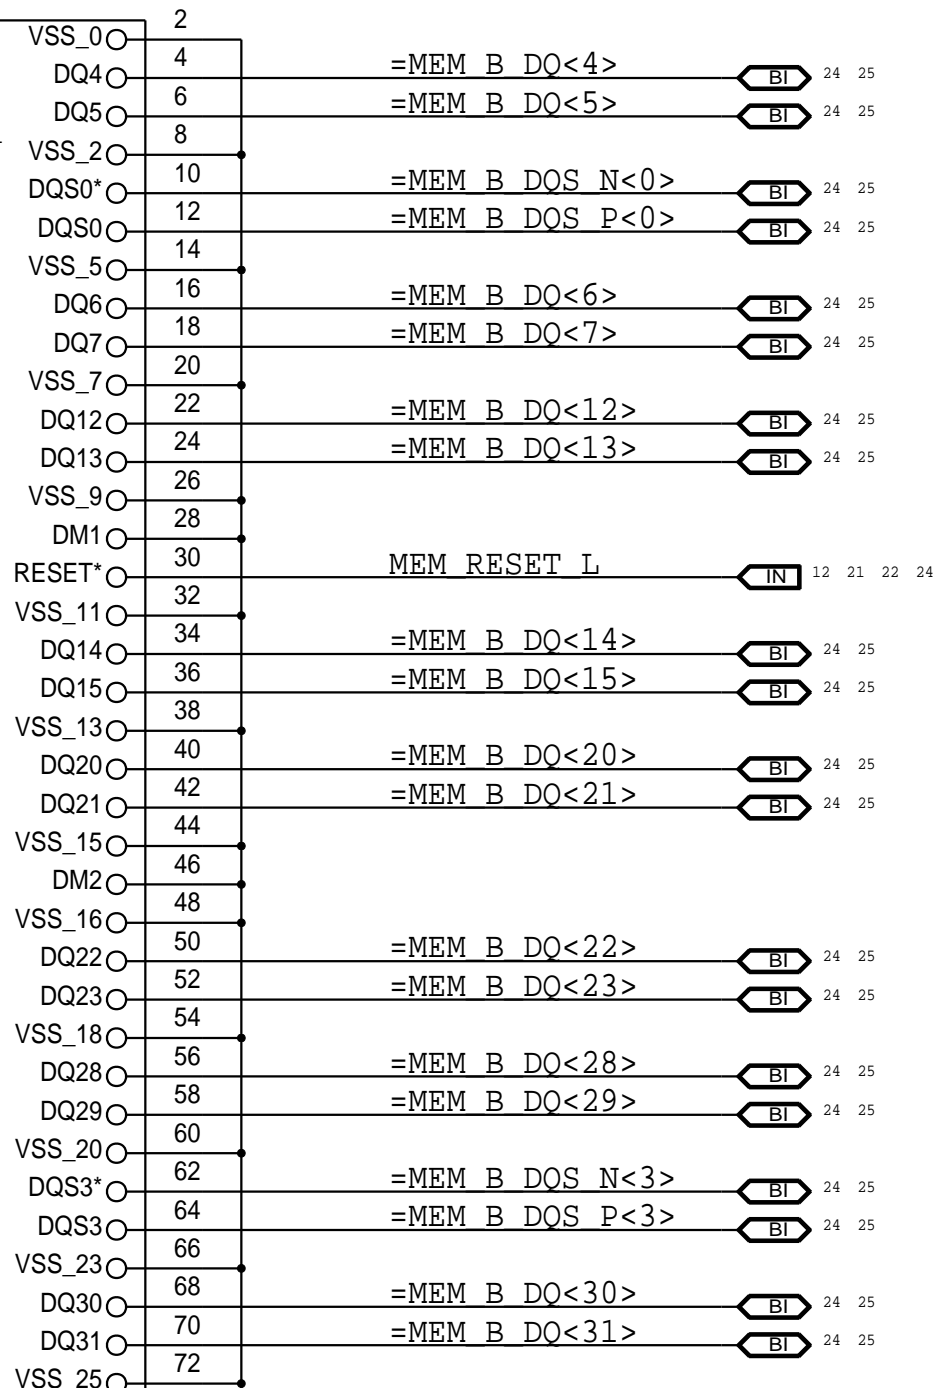 VSS_0 2
DQ4 4 =MEM_B_DQ<4> BI 24 25
DQ5 6 =MEM_B_DQ<5> BI 24 25
VSS_2 8
DQS0* 10 =MEM_B_DQS_N<0> BI 24 25
DQS0 12 =MEM_B_DQS_P<0> BI 24 25
VSS_5 14
DQ6 16 =MEM_B_DQ<6> BI 24 25
DQ7 18 =MEM_B_DQ<7> BI 24 25
VSS_7 20
DQ12 22 =MEM_B_DQ<12> BI 24 25
DQ13 24 =MEM_B_DQ<13> BI 24 25
VSS_9 26
DM1 28
RESET* 30 MEM_RESET_L IN 12 21 22 24
VSS_11 32
DQ14 34 =MEM_B_DQ<14> BI 24 25
DQ15 36 =MEM_B_DQ<15> BI 24 25
VSS_13 38
DQ20 40 =MEM_B_DQ<20> BI 24 25
DQ21 42 =MEM_B_DQ<21> BI 24 25
VSS_15 44
DM2 46
VSS_16 48
DQ22 50 =MEM_B_DQ<22> BI 24 25
DQ23 52 =MEM_B_DQ<23> BI 24 25
VSS_18 54
DQ28 56 =MEM_B_DQ<28> BI 24 25
DQ29 58 =MEM_B_DQ<29> BI 24 25
VSS_20 60
DQS3* 62 =MEM_B_DQS_N<3> BI 24 25
DQS3 64 =MEM_B_DQS_P<3> BI 24 25
VSS_23 66
DQ30 68 =MEM_B_DQ<30> BI 24 25
DQ31 70 =MEM_B_DQ<31> BI 24 25
VSS_25 72